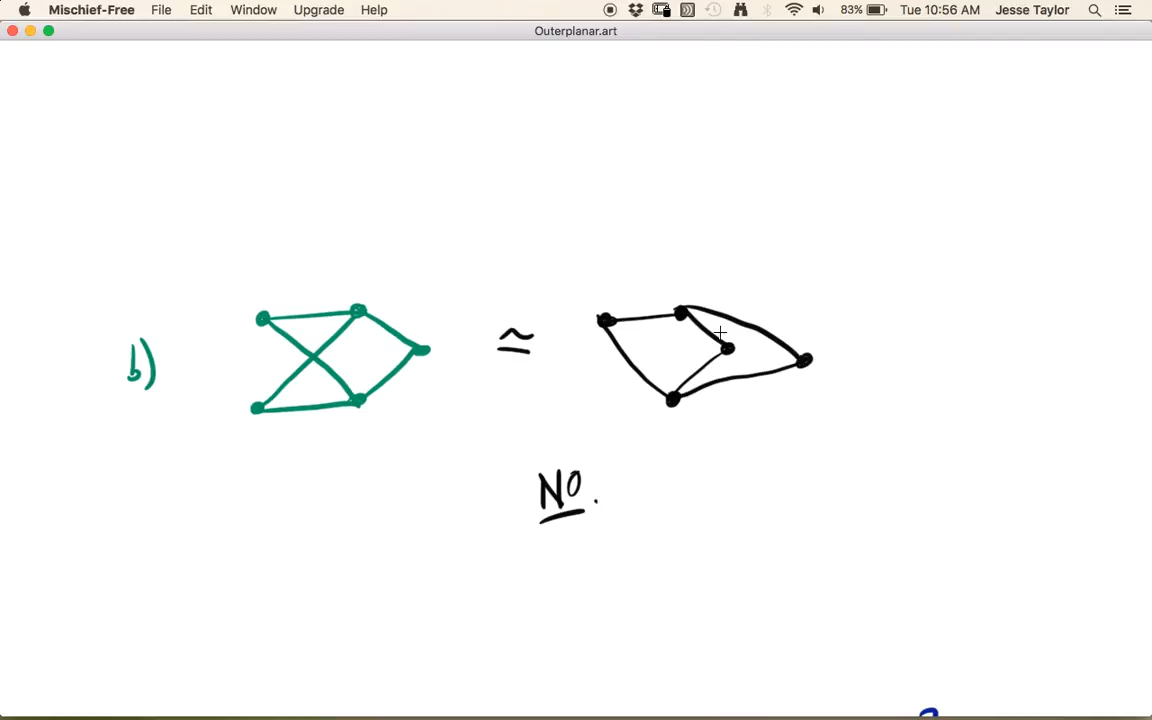 Mischief-Free File Edit Window Upgrade Help 83% Tue 10:56 AM Jesse Taylor
Outerplanar.art
b) ≃
NO.